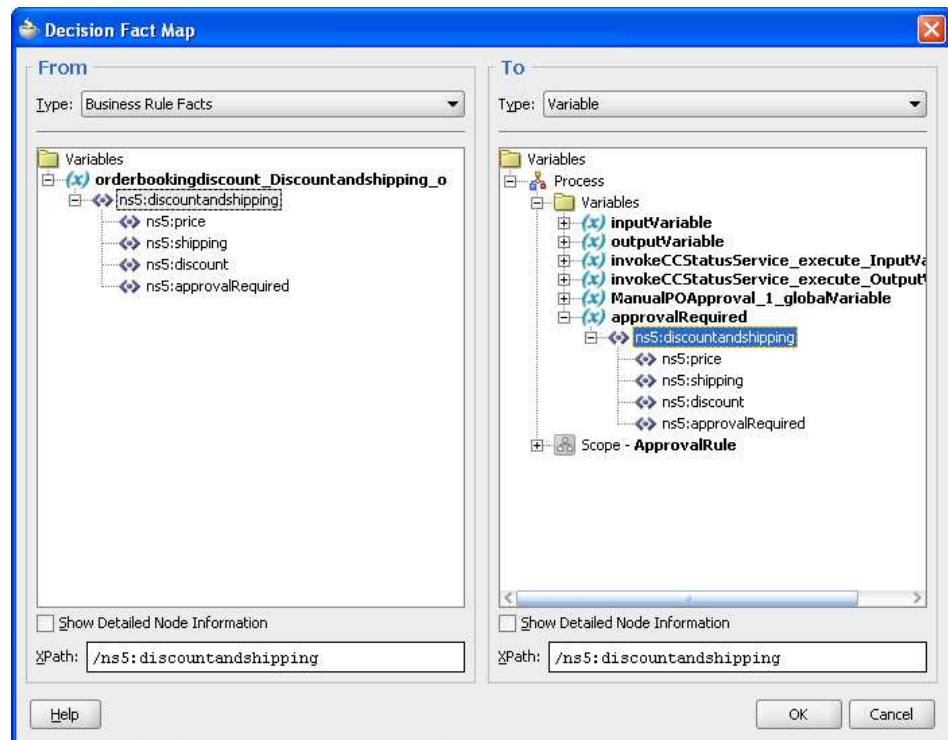 Decision Fact Map
From
Type: Business Rule Facts
Variables
(x) orderbookingdiscount_Discountandshipping_o
ns5:discountandshipping
ns5:price
ns5:shipping
ns5:discount
ns5:approvalRequired
Show Detailed Node Information
XPath: /ns5:discountandshipping
To
Type: Variable
Variables
Process
Variables
(x) inputVariable
(x) outputVariable
(x) invokeCCStatusService_execute_InputVa
(x) invokeCCStatusService_execute_Output
(x) ManualPOApproval_1_globalVariable
(x) approvalRequired
ns5:discountandshipping
ns5:price
ns5:shipping
ns5:discount
ns5:approvalRequired
Scope - ApprovalRule
Show Detailed Node Information
XPath: /ns5:discountandshipping
Help
OK
Cancel